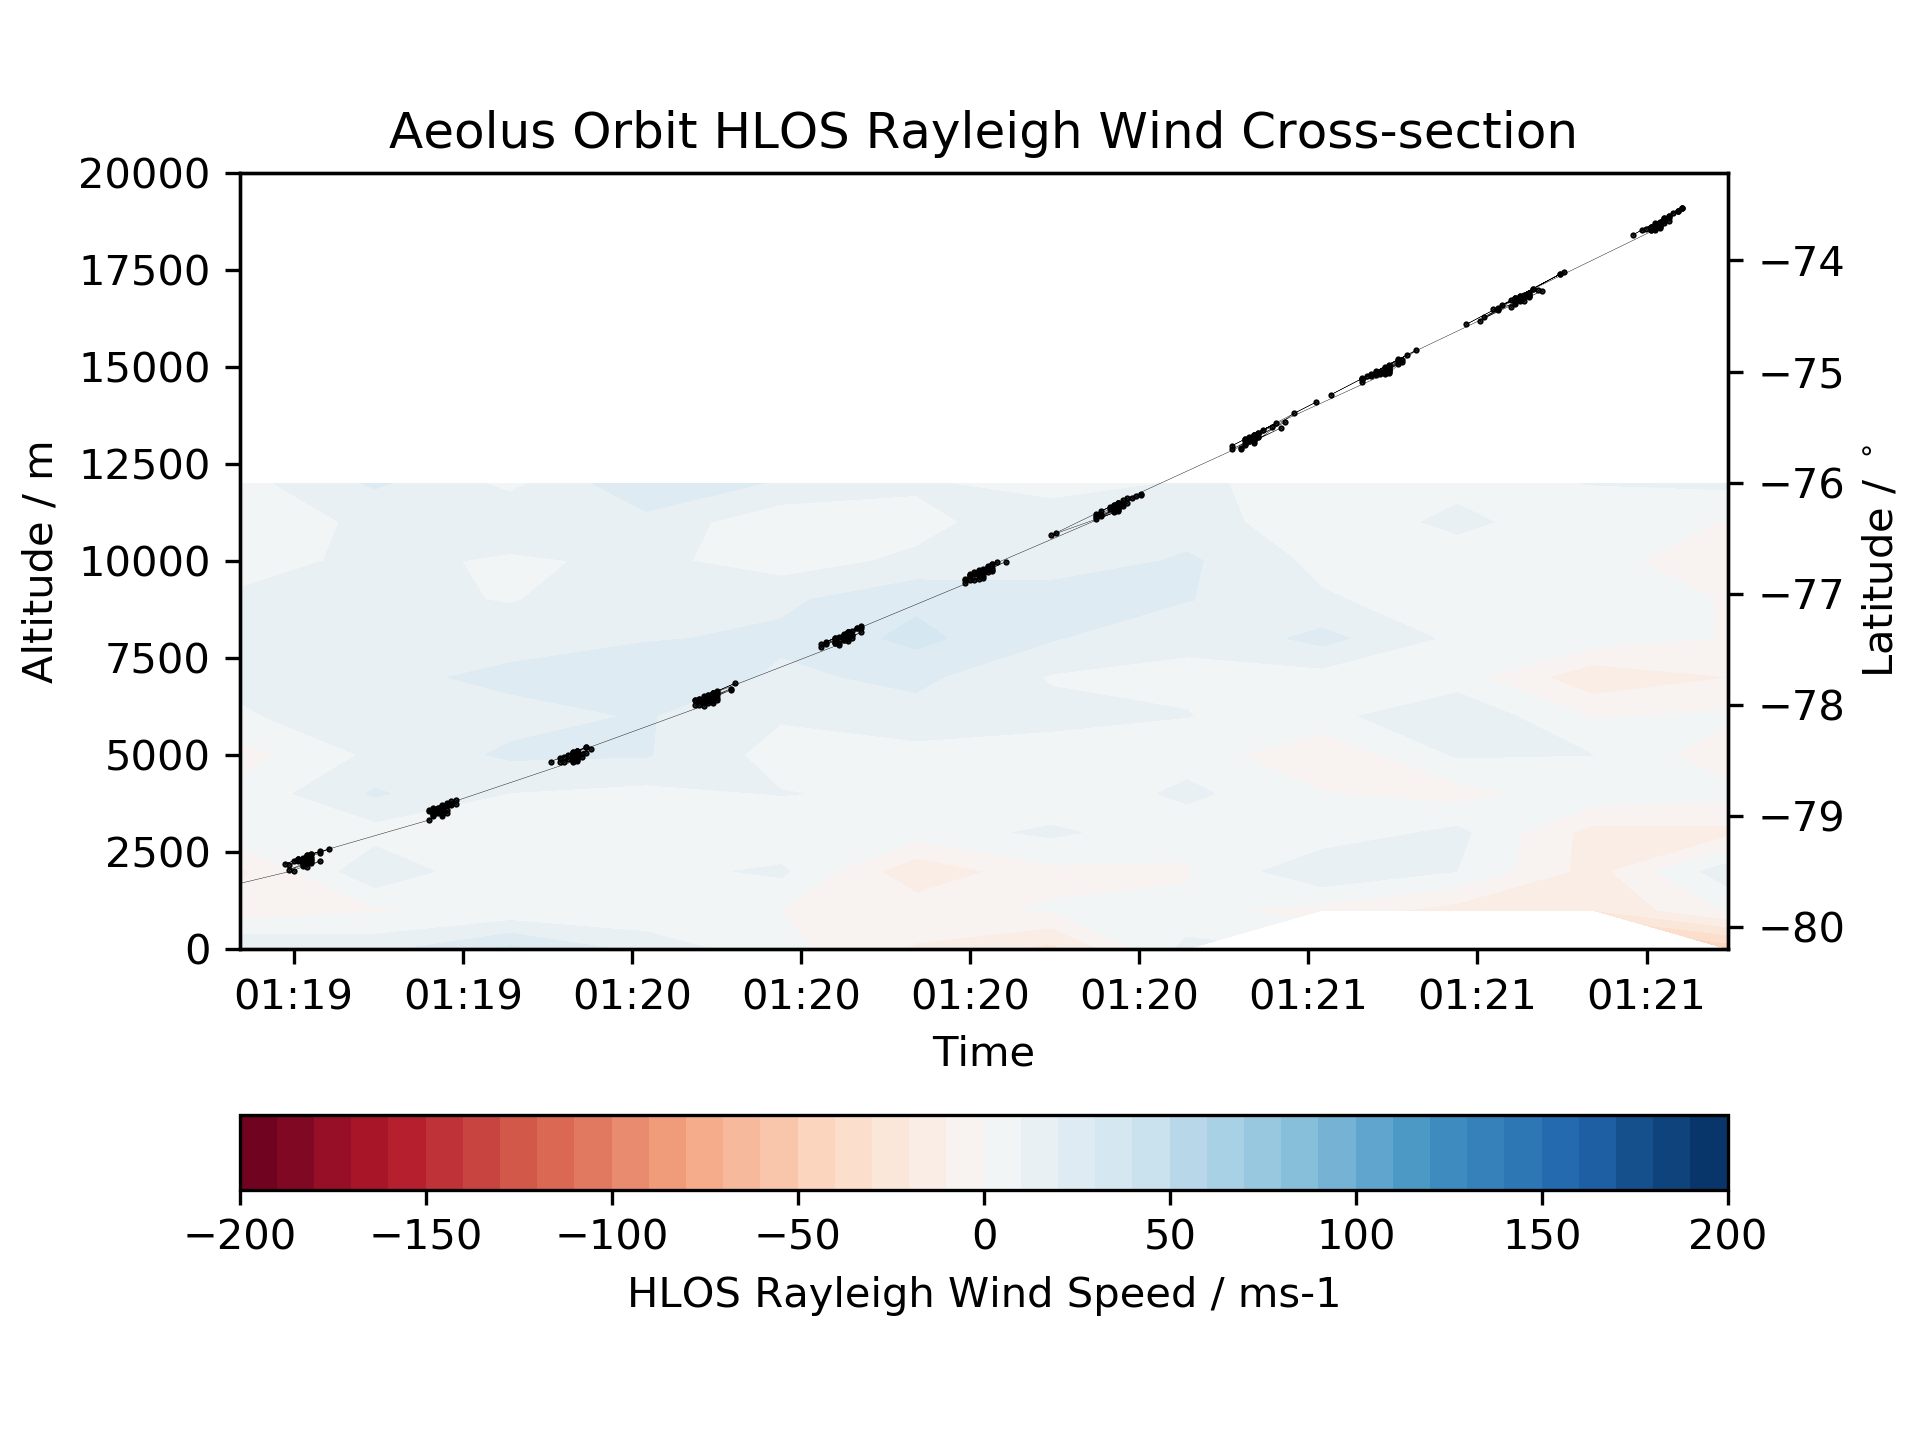 Aeolus Orbit HLOS Rayleigh Wind Cross-section
20000
17500
15000
12500
10000
7500
5000
2500
0
Altitude / m
−74
−75
−76
−77
−78
−79
−80
Latitude / °
01:19 01:19 01:20 01:20 01:20 01:20 01:21 01:21 01:21
Time
−200 −150 −100 −50 0 50 100 150 200
HLOS Rayleigh Wind Speed / ms-1